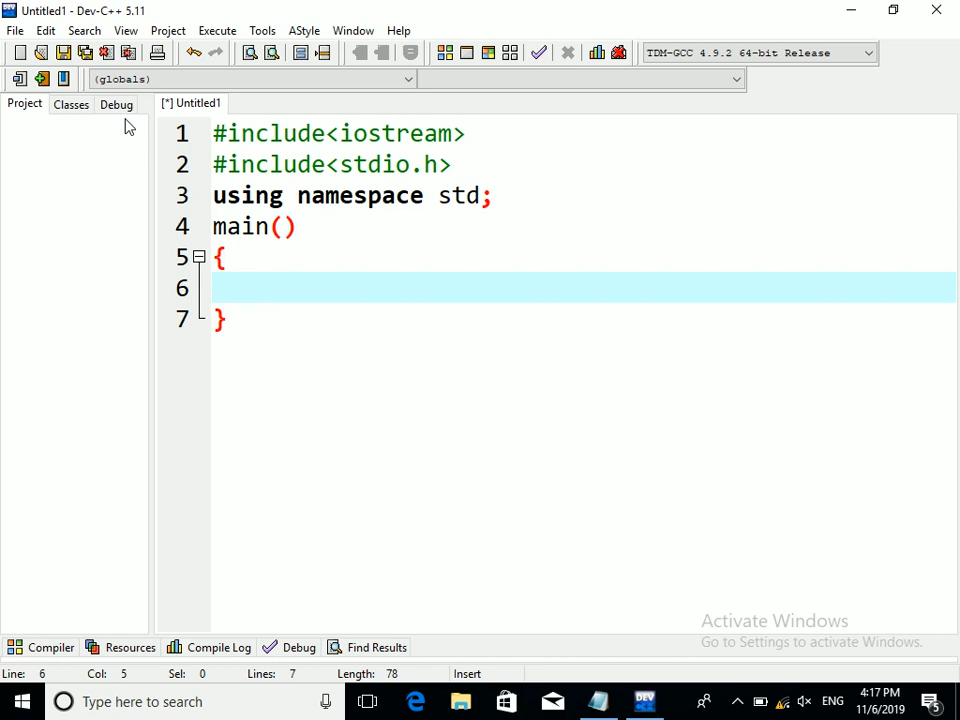 Untitled1 - Dev-C++ 5.11
File Edit Search View Project Execute Tools AStyle Window Help
TDM-GCC 4.9.2 64-bit Release
(globals)
Project Classes Debug [*] Untitled1
1 #include<iostream>
2 #include<stdio.h>
3 using namespace std;
4 main()
5 {
6
7 }
Activate Windows
Go to Settings to activate Windows.
Compiler Resources Compile Log Debug Find Results
Line: 6 Col: 5 Sel: 0 Lines: 7 Length: 78 Insert
Type here to search
DEV
ENG
4:17 PM
11/6/2019
5